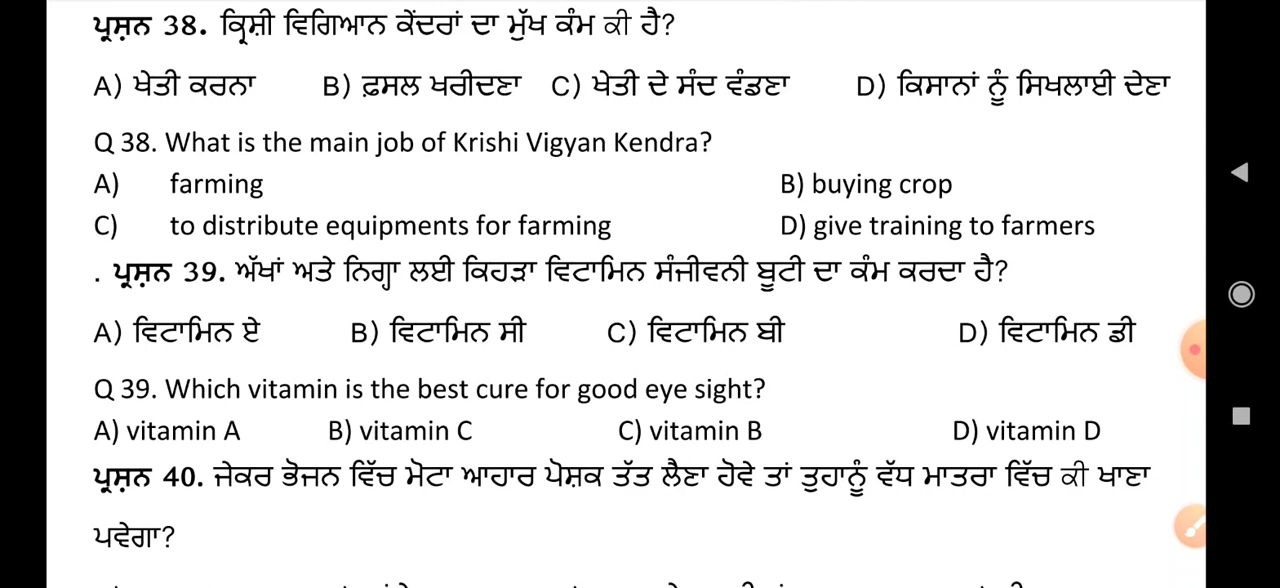 ਪ੍ਰਸ਼ਨ 38. ਕ੍ਰਿਸ਼ੀ ਵਿਗਿਆਨ ਕੇਂਦਰਾਂ ਦਾ ਮੁੱਖ ਕੰਮ ਕੀ ਹੈ?
A) ਖੇਤੀ ਕਰਨਾ B) ਫ਼ਸਲ ਖਰੀਦਣਾ C) ਖੇਤੀ ਦੇ ਸੰਦ ਵੰਡਣਾ D) ਕਿਸਾਨਾਂ ਨੂੰ ਸਿਖਲਾਈ ਦੇਣਾ
Q 38. What is the main job of Krishi Vigyan Kendra?
A) farming B) buying crop
C) to distribute equipments for farming D) give training to farmers
. ਪ੍ਰਸ਼ਨ 39. ਅੱਖਾਂ ਅਤੇ ਨਿਗ੍ਹਾ ਲਈ ਕਿਹੜਾ ਵਿਟਾਮਿਨ ਸੰਜੀਵਨੀ ਬੂਟੀ ਦਾ ਕੰਮ ਕਰਦਾ ਹੈ?
A) ਵਿਟਾਮਿਨ ਏ B) ਵਿਟਾਮਿਨ ਸੀ C) ਵਿਟਾਮਿਨ ਬੀ D) ਵਿਟਾਮਿਨ ਡੀ
Q 39. Which vitamin is the best cure for good eye sight?
A) vitamin A B) vitamin C C) vitamin B D) vitamin D
ਪ੍ਰਸ਼ਨ 40. ਜੇਕਰ ਭੋਜਨ ਵਿੱਚ ਮੋਟਾ ਆਹਾਰ ਪੋਸ਼ਕ ਤੱਤ ਲੈਣਾ ਹੋਵੇ ਤਾਂ ਤੁਹਾਨੂੰ ਵੱਧ ਮਾਤਰਾ ਵਿੱਚ ਕੀ ਖਾਣਾ
ਪਵੇਗਾ?